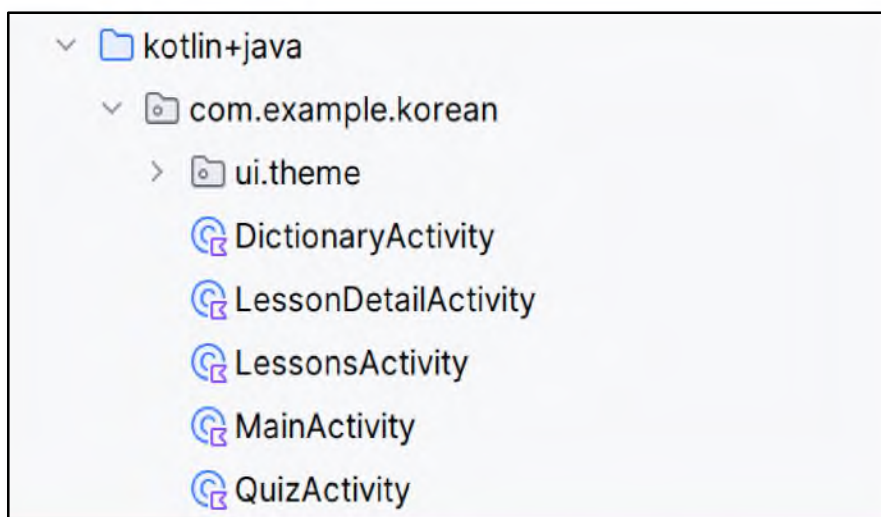 kotlin+java
com.example.korean
ui.theme
DictionaryActivity
LessonDetailActivity
LessonsActivity
MainActivity
QuizActivity